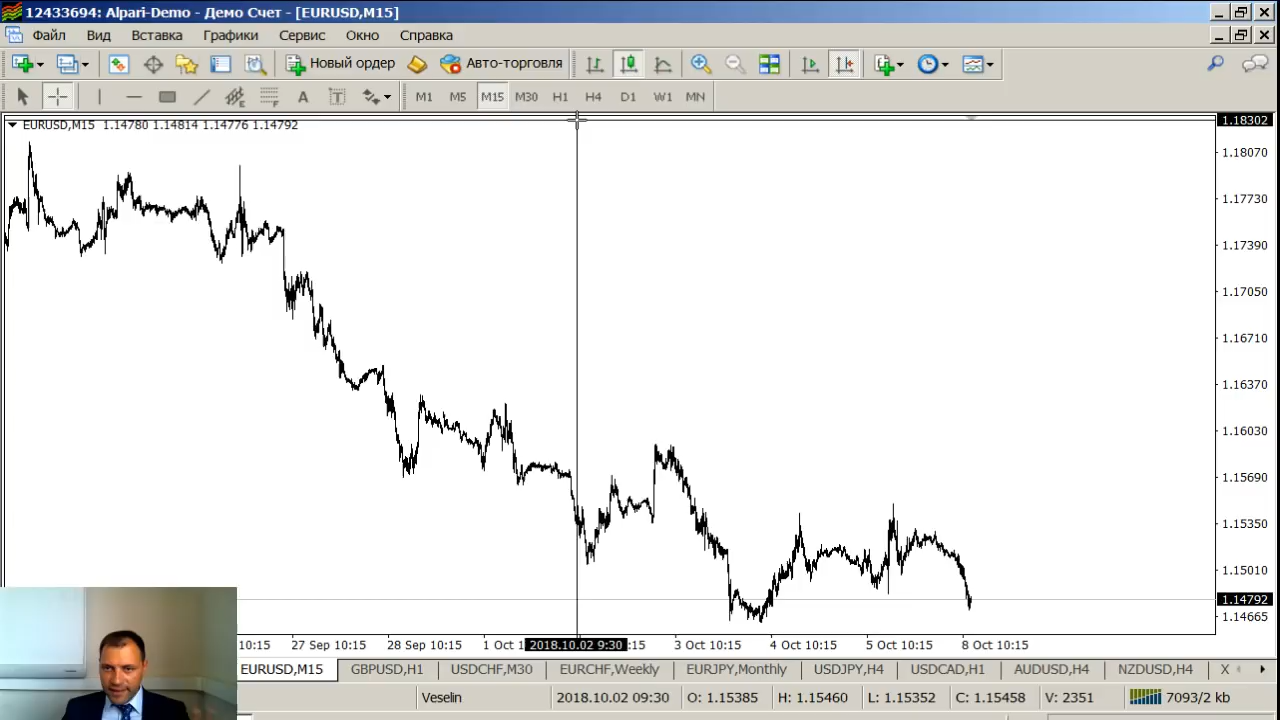 12433694: Alpari-Demo - Демо Счет - [EURUSD,M15]
Файл Вид Вставка Графики Сервис Окно Справка
Новый ордер Авто-торговля
A T M1 M5 M15 M30 H1 H4 D1 W1 MN
EURUSD,M15 1.14780 1.14814 1.14776 1.14792
1.18302
1.18070
1.17730
1.17390
1.17050
1.16710
1.16370
1.16030
1.15690
1.15350
1.15010
1.14792
1.14665
10:15 27 Sep 10:15 28 Sep 10:15 1 Oct 1 2018.10.02 9:30 :15 3 Oct 10:15 4 Oct 10:15 5 Oct 10:15 8 Oct 10:15
EURUSD,M15 GBPUSD,H1 USDCHF,M30 EURCHF,Weekly EURJPY,Monthly USDJPY,H4 USDCAD,H1 AUDUSD,H4 NZDUSD,H4 X
Veselin 2018.10.02 09:30 O: 1.15385 H: 1.15460 L: 1.15352 C: 1.15458 V: 2351 7093/2 kb